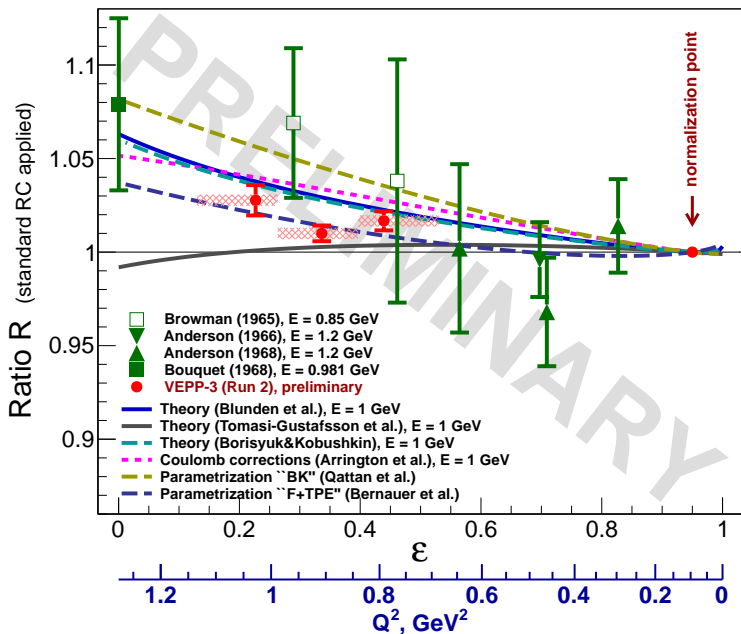 PRELIMINARY
Ratio R (standard RC applied)
1.1
1.05
1
0.95
0.9
normalization point
Browman (1965), E = 0.85 GeV
Anderson (1966), E = 1.2 GeV
Anderson (1968), E = 1.2 GeV
Bouquet (1968), E = 0.981 GeV
VEPP-3 (Run 2), preliminary
Theory (Blunden et al.), E = 1 GeV
Theory (Tomasi-Gustafsson et al.), E = 1 GeV
Theory (Borisyuk&Kobushkin), E = 1 GeV
Coulomb corrections (Arrington et al.), E = 1 GeV
Parametrization ``BK'' (Qattan et al.)
Parametrization ``F+TPE'' (Bernauer et al.)
0 0.2 0.4 0.6 0.8 1
ε
1.2 1 0.8 0.6 0.4 0.2 0
Q^2, GeV^2